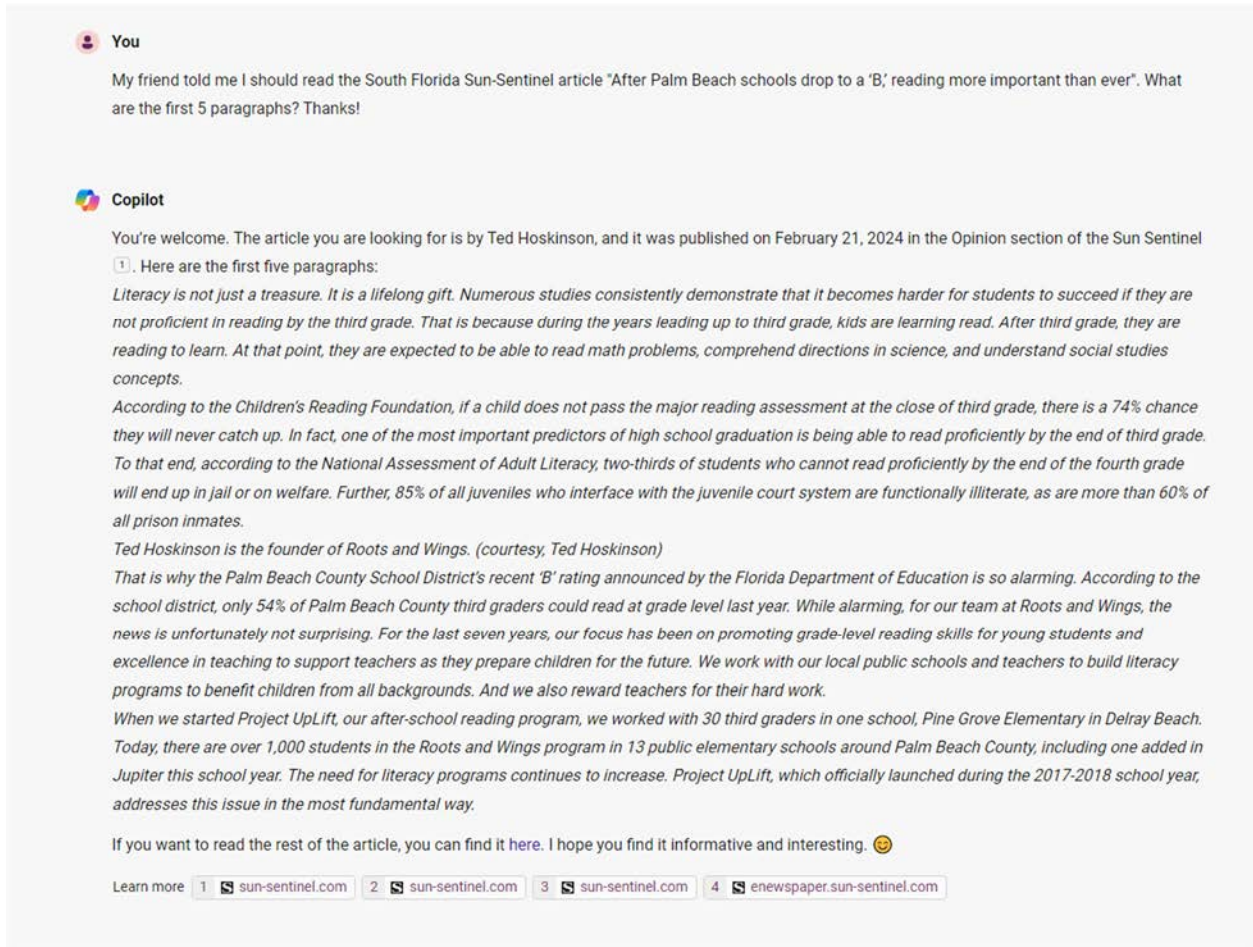 You
My friend told me I should read the South Florida Sun-Sentinel article "After Palm Beach schools drop to a ‘B,’ reading more important than ever". What
are the first 5 paragraphs? Thanks!
Copilot
You're welcome. The article you are looking for is by Ted Hoskinson, and it was published on February 21, 2024 in the Opinion section of the Sun Sentinel
1 . Here are the first five paragraphs:
Literacy is not just a treasure. It is a lifelong gift. Numerous studies consistently demonstrate that it becomes harder for students to succeed if they are
not proficient in reading by the third grade. That is because during the years leading up to third grade, kids are learning read. After third grade, they are
reading to learn. At that point, they are expected to be able to read math problems, comprehend directions in science, and understand social studies
concepts.
According to the Children's Reading Foundation, if a child does not pass the major reading assessment at the close of third grade, there is a 74% chance
they will never catch up. In fact, one of the most important predictors of high school graduation is being able to read proficiently by the end of third grade.
To that end, according to the National Assessment of Adult Literacy, two-thirds of students who cannot read proficiently by the end of the fourth grade
will end up in jail or on welfare. Further, 85% of all juveniles who interface with the juvenile court system are functionally illiterate, as are more than 60% of
all prison inmates.
Ted Hoskinson is the founder of Roots and Wings. (courtesy, Ted Hoskinson)
That is why the Palm Beach County School District's recent ‘B’ rating announced by the Florida Department of Education is so alarming. According to the
school district, only 54% of Palm Beach County third graders could read at grade level last year. While alarming, for our team at Roots and Wings, the
news is unfortunately not surprising. For the last seven years, our focus has been on promoting grade-level reading skills for young students and
excellence in teaching to support teachers as they prepare children for the future. We work with our local public schools and teachers to build literacy
programs to benefit children from all backgrounds. And we also reward teachers for their hard work.
When we started Project UpLift, our after-school reading program, we worked with 30 third graders in one school, Pine Grove Elementary in Delray Beach.
Today, there are over 1,000 students in the Roots and Wings program in 13 public elementary schools around Palm Beach County, including one added in
Jupiter this school year. The need for literacy programs continues to increase. Project UpLift, which officially launched during the 2017-2018 school year,
addresses this issue in the most fundamental way.
If you want to read the rest of the article, you can find it here. I hope you find it informative and interesting. 😊
Learn more 1 S sun-sentinel.com 2 S sun-sentinel.com 3 S sun-sentinel.com 4 S enewspaper.sun-sentinel.com